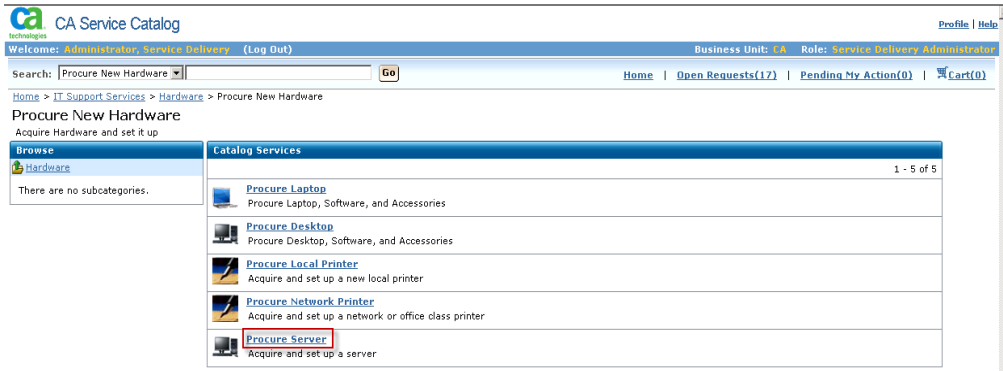 ca
technologies
CA Service Catalog
Profile | Help
Welcome: Administrator, Service Delivery (Log Out)
Business Unit: CA Role: Service Delivery Administrator
Search: Procure New Hardware Go
Home | Open Requests(17) | Pending My Action(0) | Cart(0)
Home > IT Support Services > Hardware > Procure New Hardware
Procure New Hardware
Acquire Hardware and set it up
Browse
Hardware
There are no subcategories.
Catalog Services
1 - 5 of 5
Procure Laptop
Procure Laptop, Software, and Accessories
Procure Desktop
Procure Desktop, Software, and Accessories
Procure Local Printer
Acquire and set up a new local printer
Procure Network Printer
Acquire and set up a network or office class printer
Procure Server
Acquire and set up a server